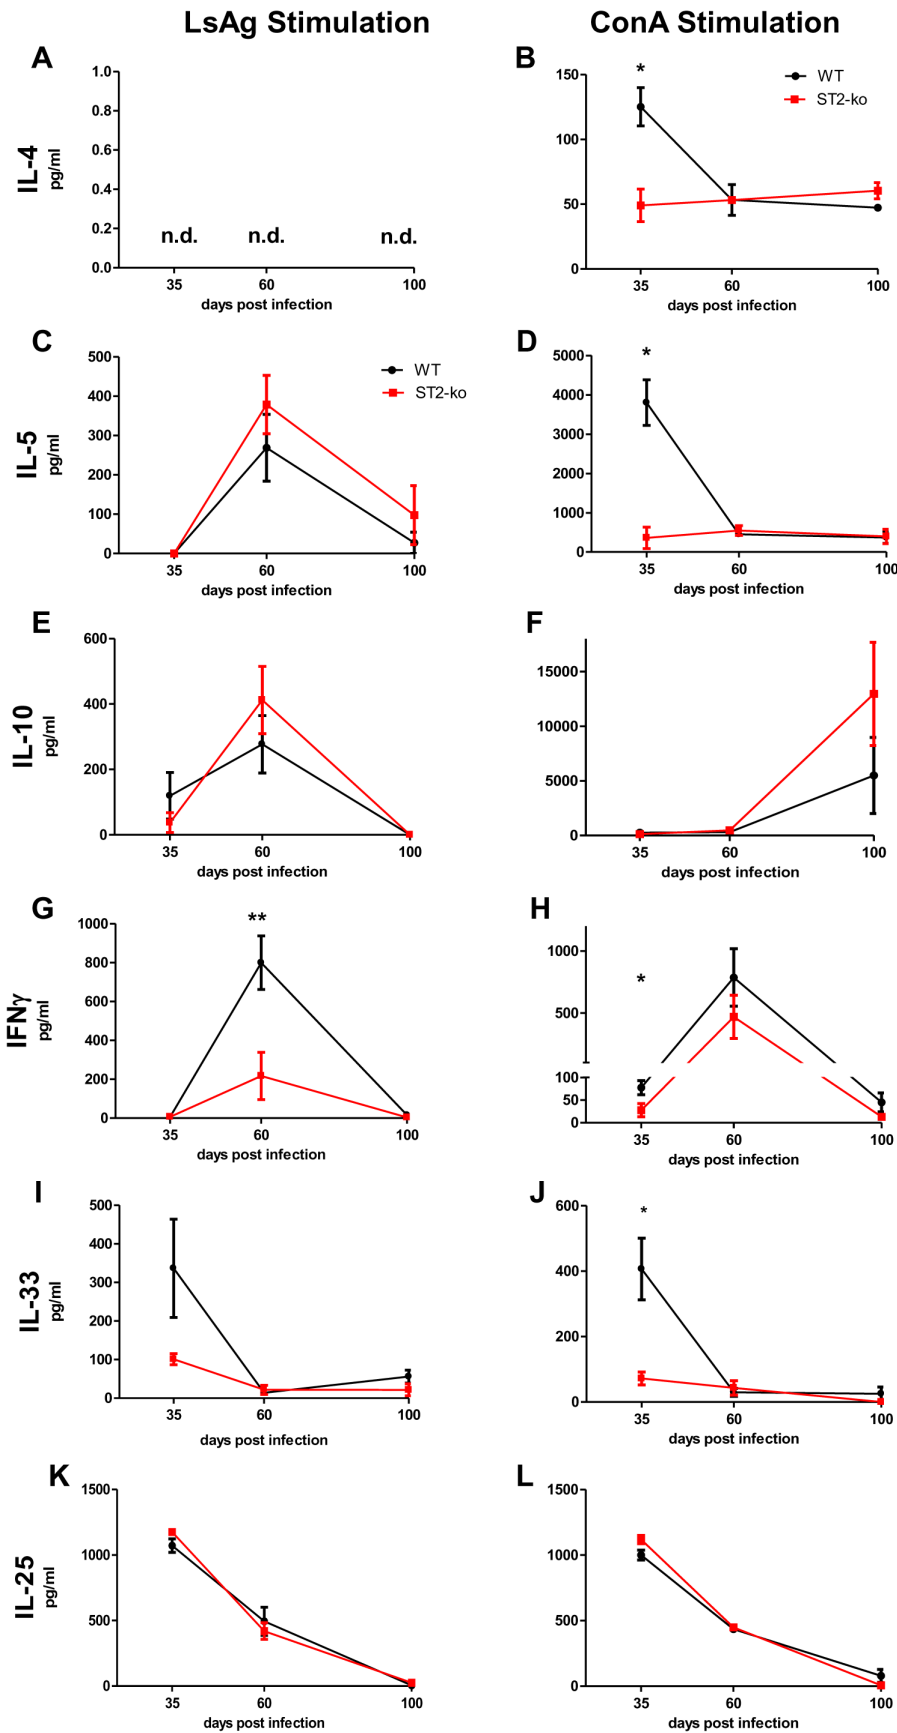 LsAg Stimulation
ConA Stimulation
A
IL-4
pg/ml
1.0
0.8
0.6
0.4
0.2
0.0
n.d.
n.d.
n.d.
35
60
100
days post infection
B
*
WT
ST2-ko
150
100
50
0
35
60
100
days post infection
C
IL-5
pg/ml
500
400
300
200
100
0
WT
ST2-ko
35
60
100
days post infection
D
*
5000
4000
3000
2000
1000
0
35
60
100
days post infection
E
IL-10
pg/ml
600
400
200
0
35
60
100
days post infection
F
15000
10000
5000
0
35
60
100
days post infection
G
IFNγ
pg/ml
**
1000
800
600
400
200
0
35
60
100
days post infection
H
*
1000
500
100
50
0
35
60
100
days post infection
I
IL-33
pg/ml
500
400
300
200
100
0
35
60
100
days post infection
J
*
600
400
200
0
35
60
100
days post infection
K
IL-25
pg/ml
1500
1000
500
0
35
60
100
days post infection
L
1500
1000
500
0
35
60
100
days post infection